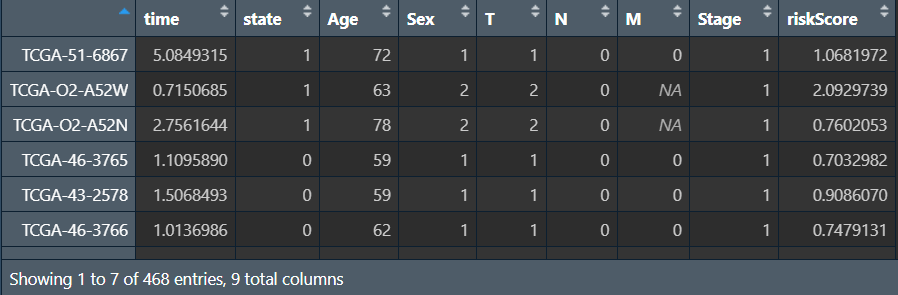 time state Age Sex T N M Stage riskScore
TCGA-51-6867 5.0849315 1 72 1 1 0 0 1 1.0681972
TCGA-O2-A52W 0.7150685 1 63 2 2 0 NA 1 2.0929739
TCGA-O2-A52N 2.7561644 1 78 2 2 0 NA 1 0.7602053
TCGA-46-3765 1.1095890 0 59 1 1 0 0 1 0.7032982
TCGA-43-2578 1.5068493 0 59 1 1 0 0 1 0.9086070
TCGA-46-3766 1.0136986 0 62 1 1 0 0 1 0.7479131
Showing 1 to 7 of 468 entries, 9 total columns